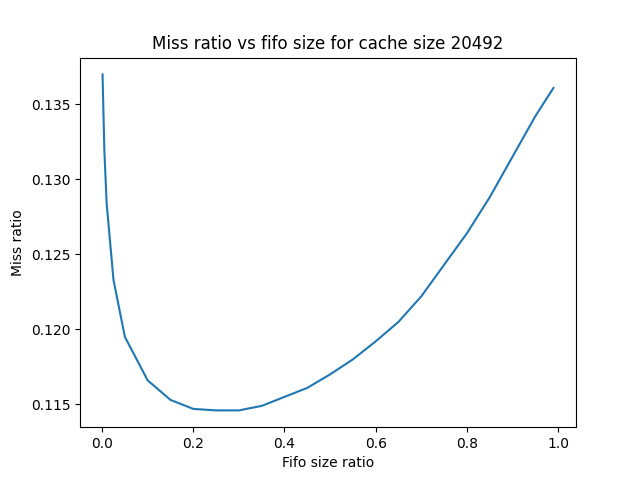 Miss ratio vs fifo size for cache size 20492
0.135
0.130
0.125
0.120
0.115
Miss ratio
0.0 0.2 0.4 0.6 0.8 1.0
Fifo size ratio